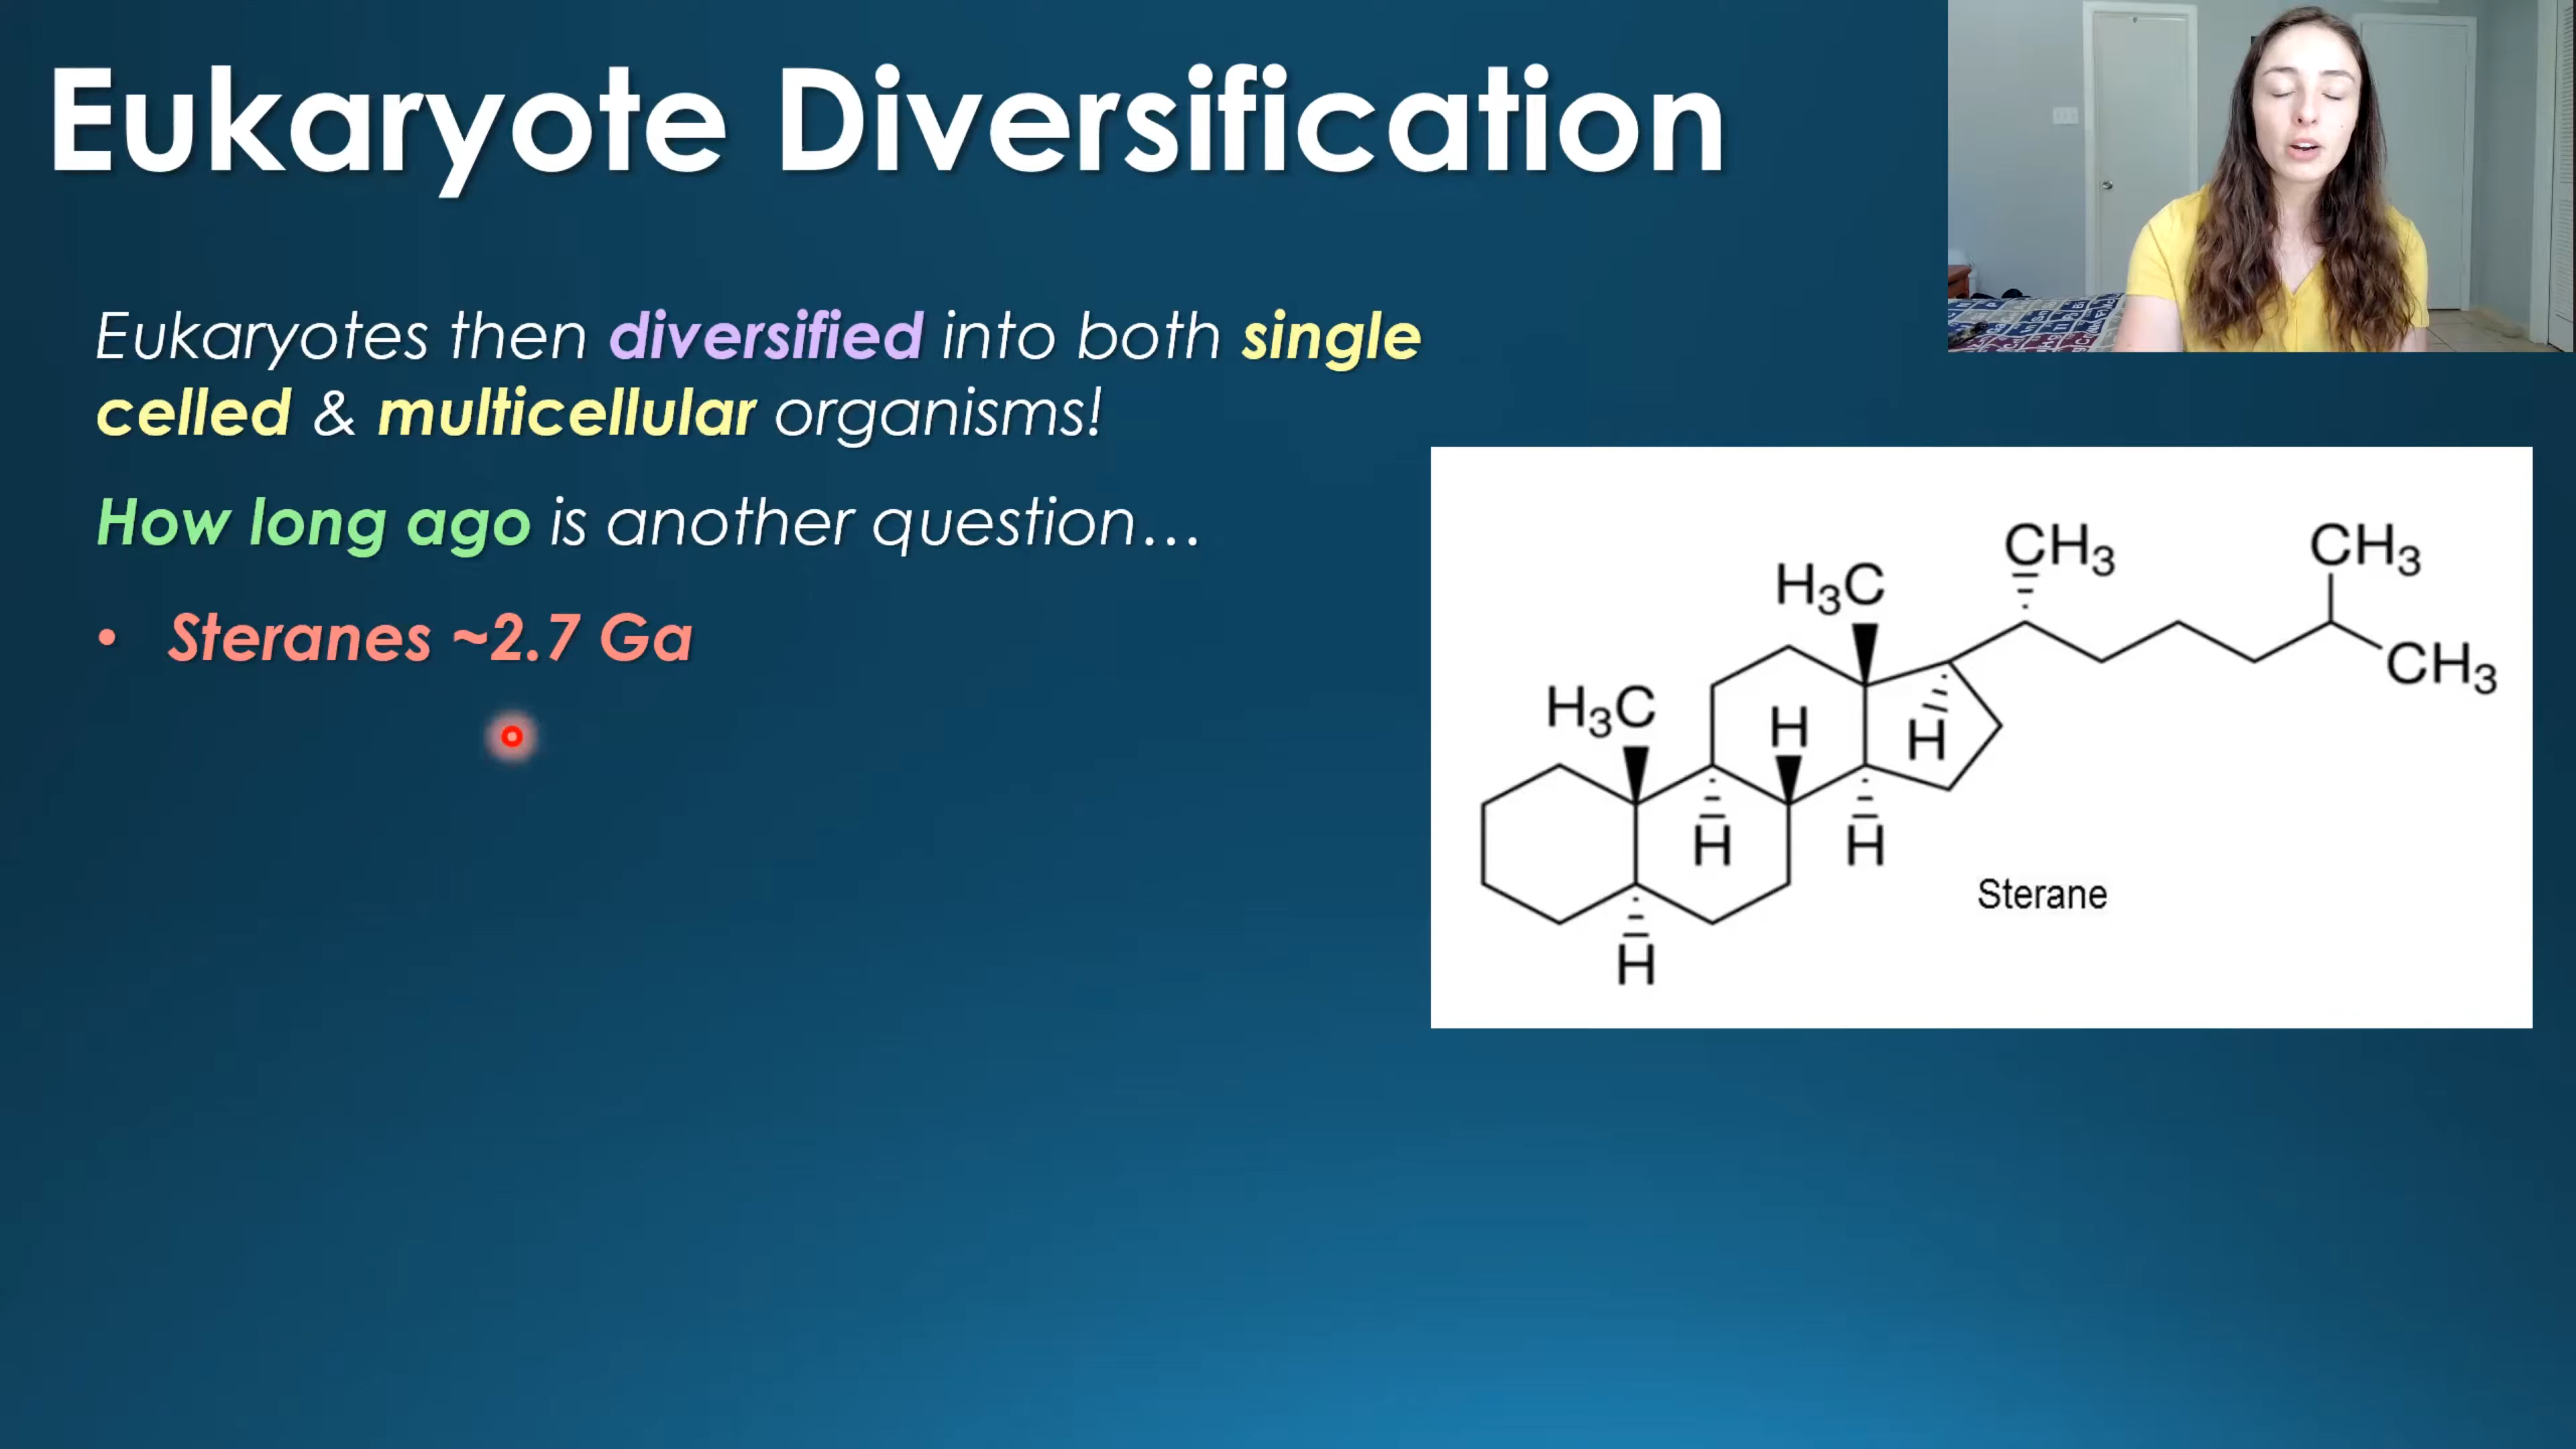 Eukaryote Diversification
Eukaryotes then diversified into both single
celled & multicellular organisms!
How long ago is another question...
• Steranes ~2.7 Ga
CH3
CH3
H3C
CH3
H3C
H
H
H
H
Sterane
H